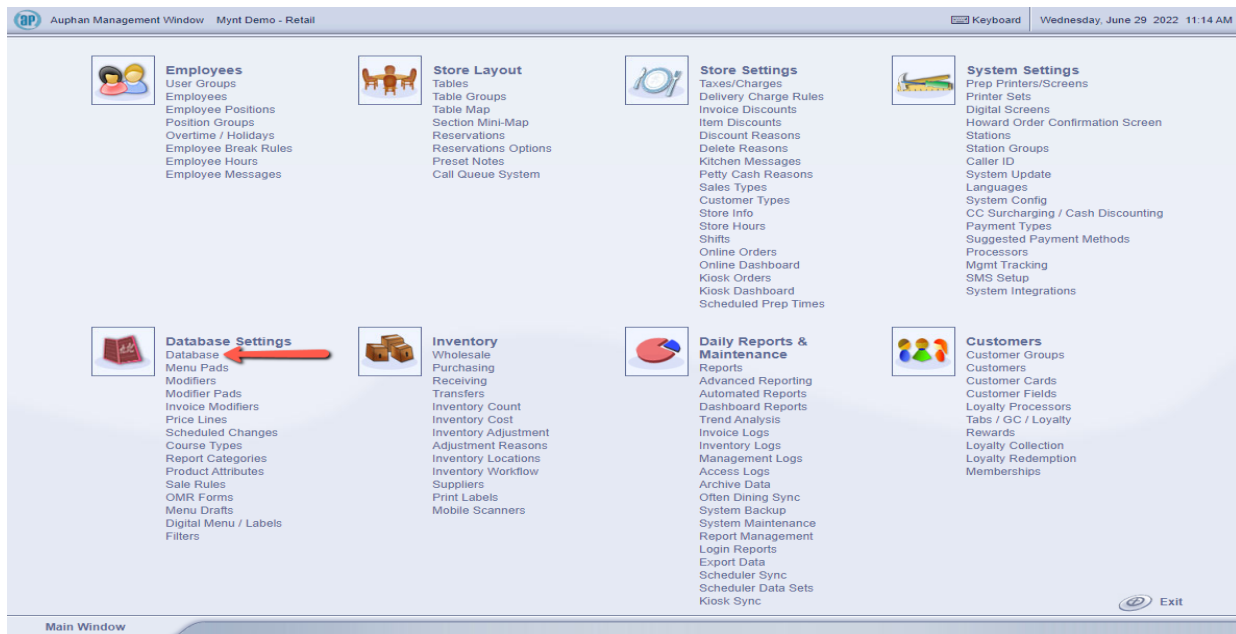 ap Auphan Management Window Mynt Demo - Retail Keyboard Wednesday, June 29 2022 11:14 AM
Employees
User Groups
Employees
Employee Positions
Position Groups
Overtime / Holidays
Employee Break Rules
Employee Hours
Employee Messages
Store Layout
Tables
Table Groups
Table Map
Section Mini-Map
Reservations
Reservations Options
Preset Notes
Call Queue System
Store Settings
Taxes/Charges
Delivery Charge Rules
Invoice Discounts
Item Discounts
Discount Reasons
Delete Reasons
Kitchen Messages
Petty Cash Reasons
Sales Types
Customer Types
Store Info
Store Hours
Shifts
Online Orders
Online Dashboard
Kiosk Orders
Kiosk Dashboard
Scheduled Prep Times
System Settings
Prep Printers/Screens
Printer Sets
Digital Screens
Howard Order Confirmation Screen
Stations
Station Groups
Caller ID
System Update
Languages
System Config
CC Surcharging / Cash Discounting
Payment Types
Suggested Payment Methods
Processors
Mgmt Tracking
SMS Setup
System Integrations
Database Settings
Database
Menu Pads
Modifiers
Modifier Pads
Invoice Modifiers
Price Lines
Scheduled Changes
Course Types
Report Categories
Product Attributes
Sale Rules
OMR Forms
Menu Drafts
Digital Menu / Labels
Filters
Inventory
Wholesale
Purchasing
Receiving
Transfers
Inventory Count
Inventory Cost
Inventory Adjustment
Adjustment Reasons
Inventory Locations
Inventory Workflow
Suppliers
Print Labels
Mobile Scanners
Daily Reports &
Maintenance
Reports
Advanced Reporting
Automated Reports
Dashboard Reports
Trend Analysis
Invoice Logs
Inventory Logs
Management Logs
Access Logs
Archive Data
Often Dining Sync
System Backup
System Maintenance
Report Management
Login Reports
Export Data
Scheduler Sync
Scheduler Data Sets
Kiosk Sync
Customers
Customer Groups
Customers
Customer Cards
Customer Fields
Loyalty Processors
Tabs / GC / Loyalty
Rewards
Loyalty Collection
Loyalty Redemption
Memberships
Exit
Main Window